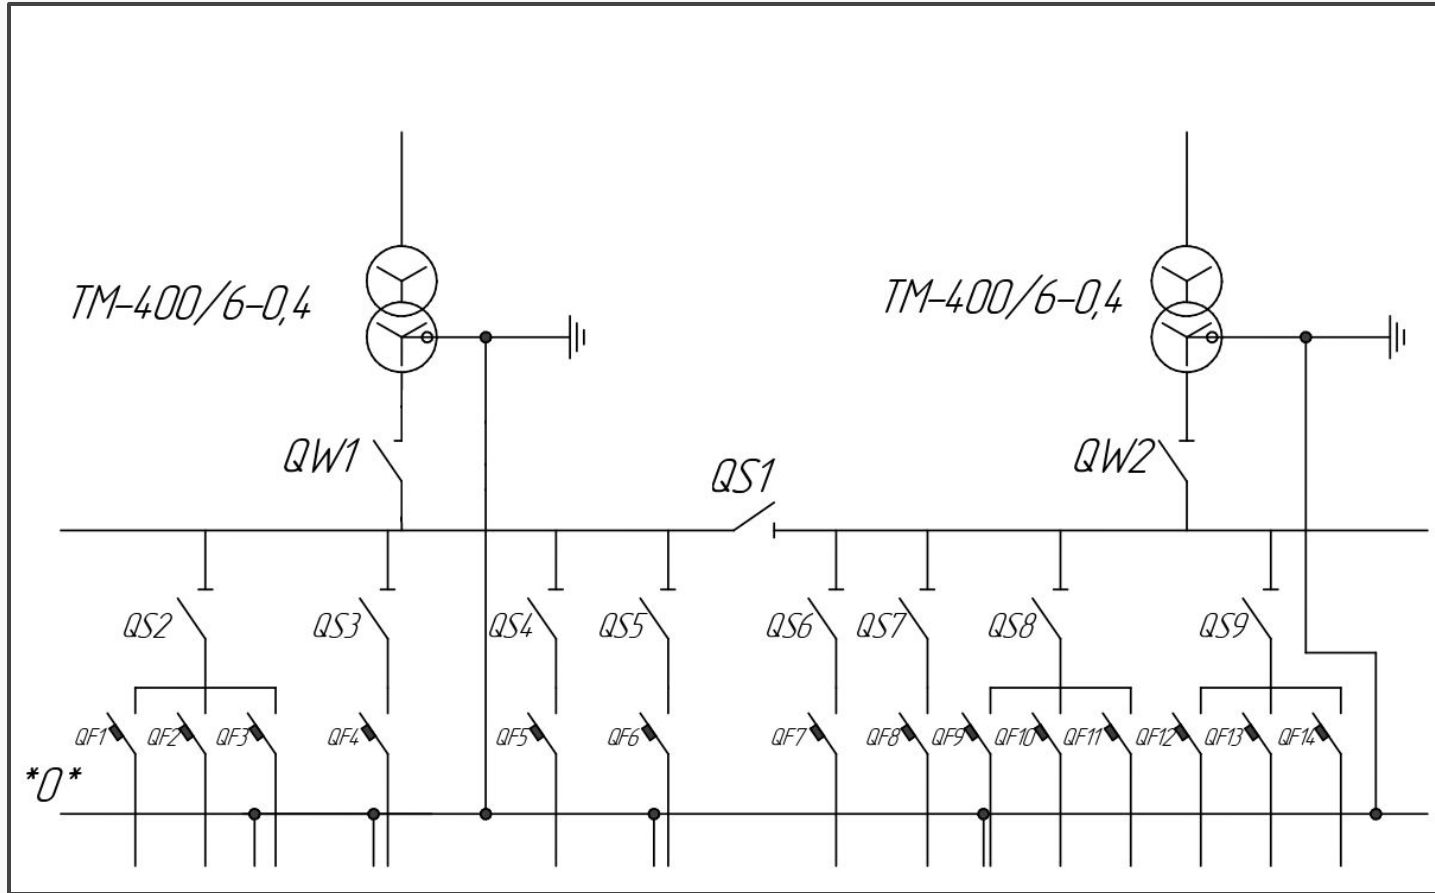 ТМ-400/6-0,4
ТМ-400/6-0,4
QW1
QW2
QS1
QS2
QS3
QS4
QS5
QS6
QS7
QS8
QS9
QF1
QF2
QF3
QF4
QF5
QF6
QF7
QF8
QF9
QF10
QF11
QF12
QF13
QF14
*0*